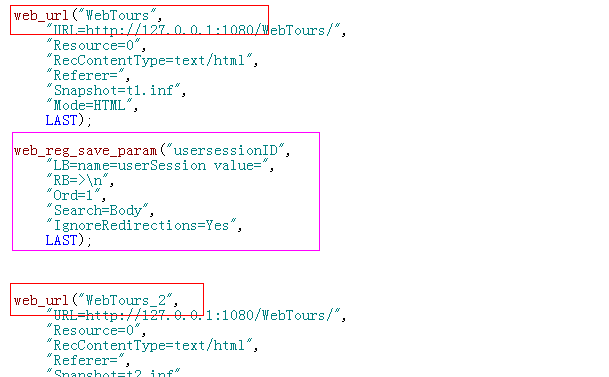 web_url("WebTours",
"URL=http://127.0.0.1:1080/WebTours/",
"Resource=0",
"RecContentType=text/html",
"Referer=",
"Snapshot=t1.inf",
"Mode=HTML",
LAST);
web_reg_save_param("usersessionID",
"LB=name=userSession value=",
"RB=>\n",
"Ord=1",
"Search=Body",
"IgnoreRedirections=Yes",
LAST);
web_url("WebTours_2",
"URL=http://127.0.0.1:1080/WebTours/",
"Resource=0",
"RecContentType=text/html",
"Referer=",
"Snapshot=t2.inf"